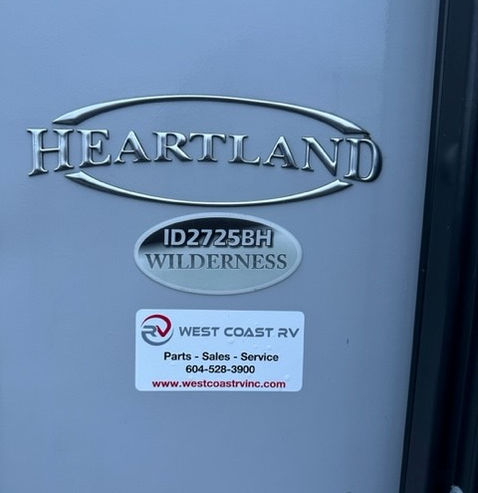 HEARTLAND
ID2725BH
WILDERNESS
RV WEST COAST RV
Parts - Sales - Service
604-528-3900
www.westcoastrvinc.com